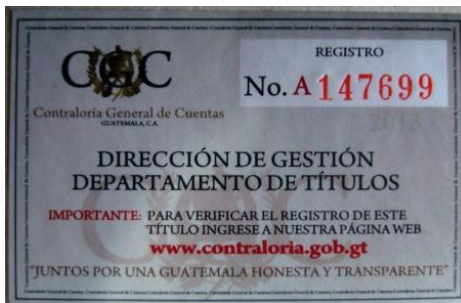 CGC
Contraloría General de Cuentas
GUATEMALA, C.A.
REGISTRO
No. A 147699
2013
DIRECCIÓN DE GESTIÓN
DEPARTAMENTO DE TÍTULOS
IMPORTANTE: PARA VERIFICAR EL REGISTRO DE ESTE
TÍTULO INGRESE A NUESTRA PÁGINA WEB
www.contraloria.gob.gt
"JUNTOS POR UNA GUATEMALA HONESTA Y TRANSPARENTE"